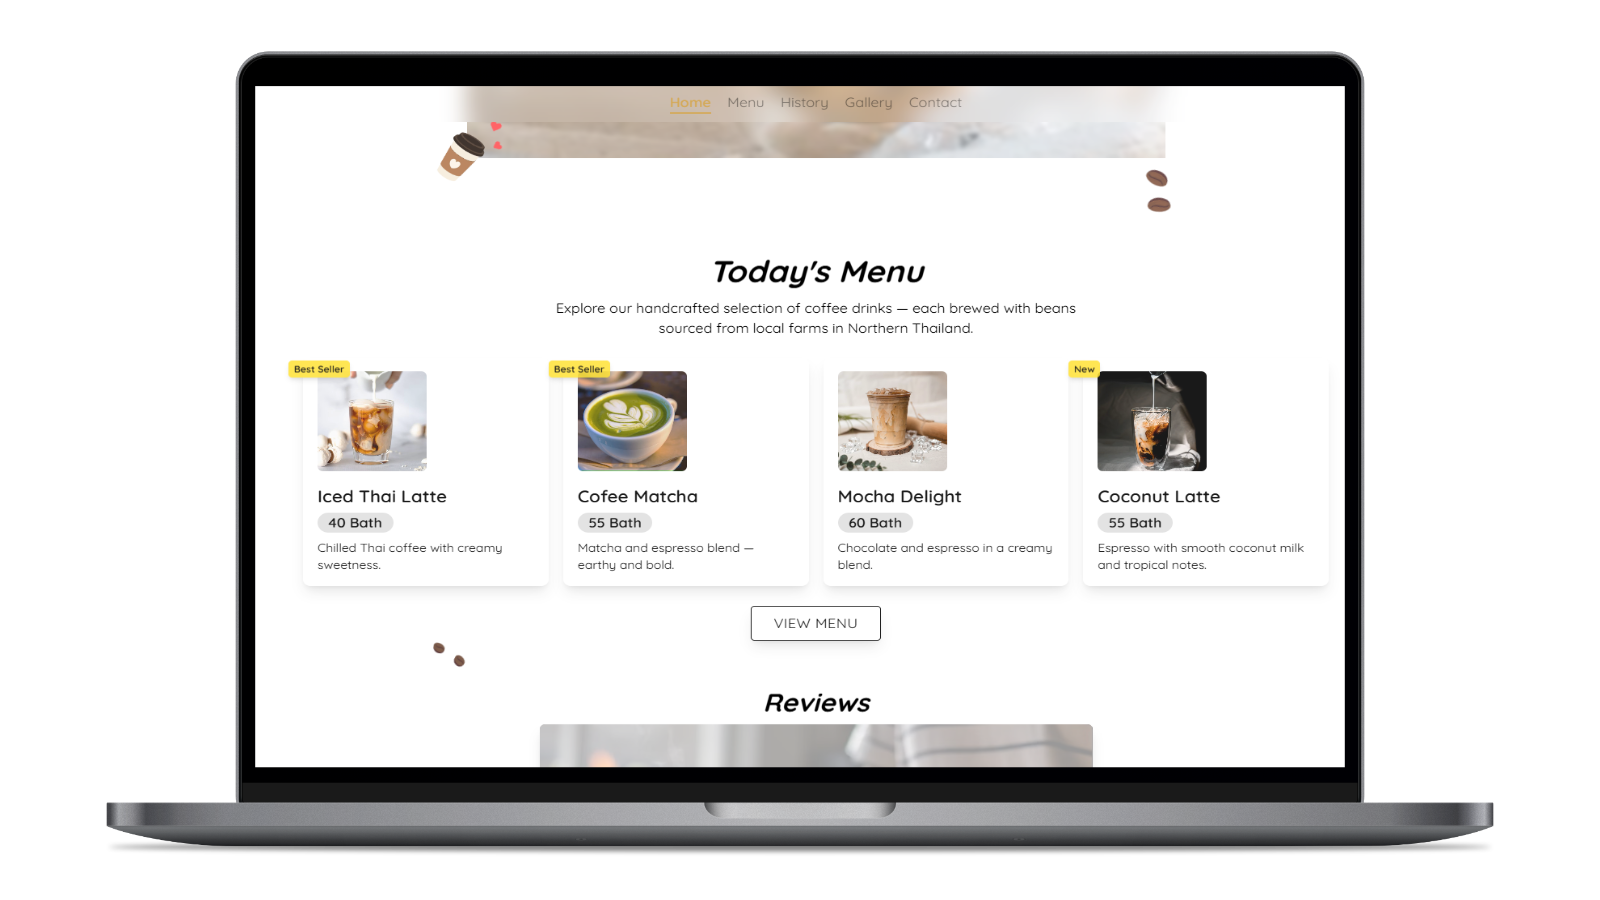 Home Menu History Gallery Contact
Today's Menu
Explore our handcrafted selection of coffee drinks — each brewed with beans
sourced from local farms in Northern Thailand.
Best Seller
Iced Thai Latte
40 Bath
Chilled Thai coffee with creamy
sweetness.
Best Seller
Cofee Matcha
55 Bath
Matcha and espresso blend —
earthy and bold.
Mocha Delight
60 Bath
Chocolate and espresso in a creamy
blend.
New
Coconut Latte
55 Bath
Espresso with smooth coconut milk
and tropical notes.
VIEW MENU
Reviews